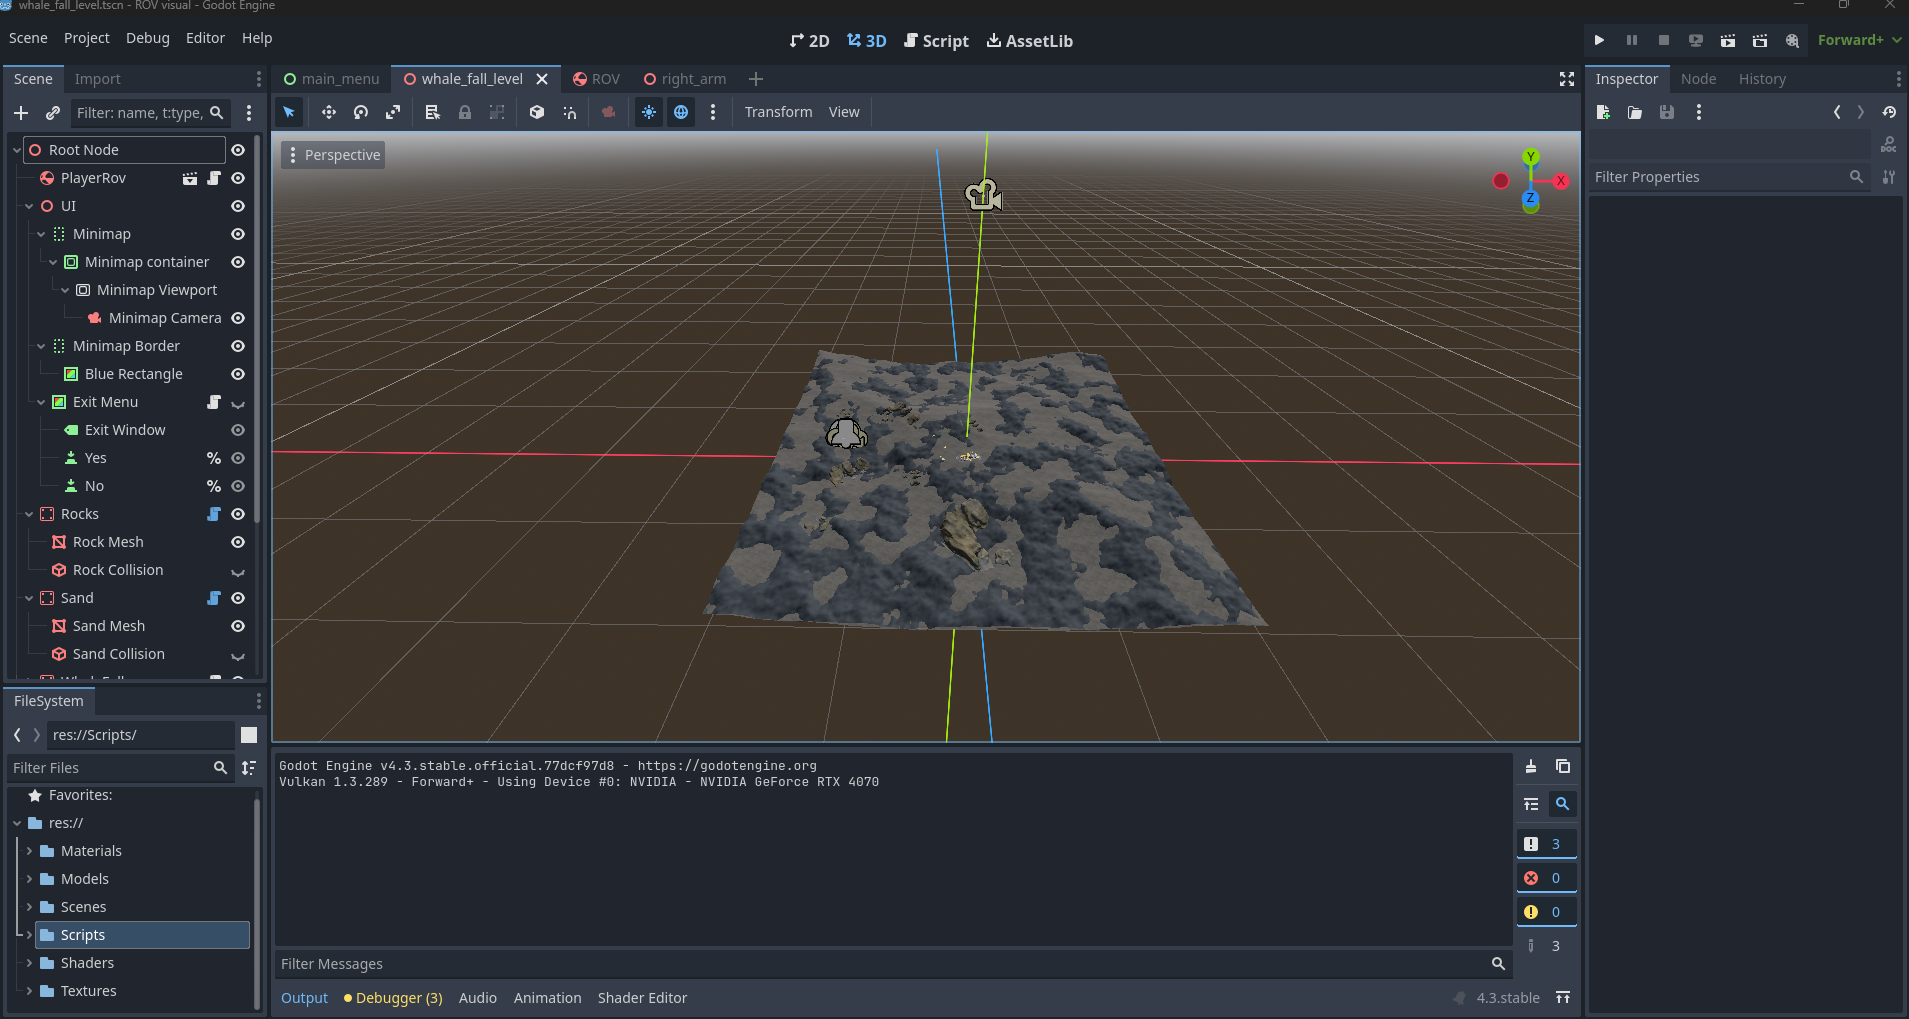 whale_fall_level.tscn - ROV visual - Godot Engine
Scene Project Debug Editor Help
2D 3D Script AssetLib
Forward+
Scene Import
main_menu whale_fall_level ROV right_arm
Inspector Node History
Filter: name, t:type,
Transform View
Root Node
PlayerRov
UI
Minimap
Minimap container
Minimap Viewport
Minimap Camera
Minimap Border
Blue Rectangle
Exit Menu
Exit Window
Yes %
No %
Rocks
Rock Mesh
Rock Collision
Sand
Sand Mesh
Sand Collision
Perspective
Y
X
Z
Filter Properties
FileSystem
res://Scripts/
Filter Files
Favorites:
res://
Materials
Models
Scenes
Scripts
Shaders
Textures
Godot Engine v4.3.stable.official.77dcf97d8 - https://godotengine.org
Vulkan 1.3.289 - Forward+ - Using Device #0: NVIDIA - NVIDIA GeForce RTX 4070
3
0
0
3
Filter Messages
Output Debugger (3) Audio Animation Shader Editor
4.3.stable